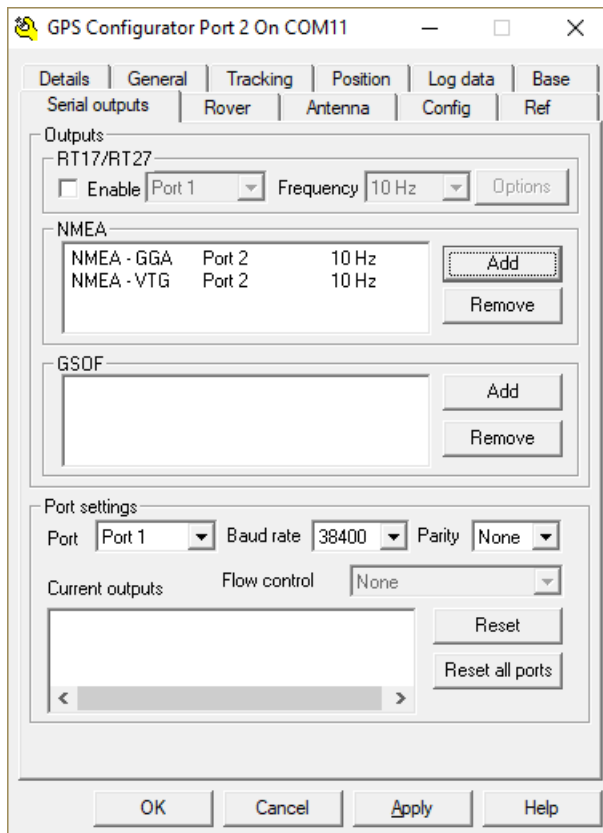 GPS Configurator Port 2 On COM11
Details General Tracking Position Log data Base
Serial outputs Rover Antenna Config Ref
Outputs
RT17/RT27
Enable Port 1 Frequency 10 Hz Options
NMEA
NMEA - GGA Port 2 10 Hz Add
NMEA - VTG Port 2 10 Hz
Remove
GSOF
Add
Remove
Port settings
Port Port 1 Baud rate 38400 Parity None
Current outputs Flow control None
Reset
Reset all ports
OK Cancel Apply Help